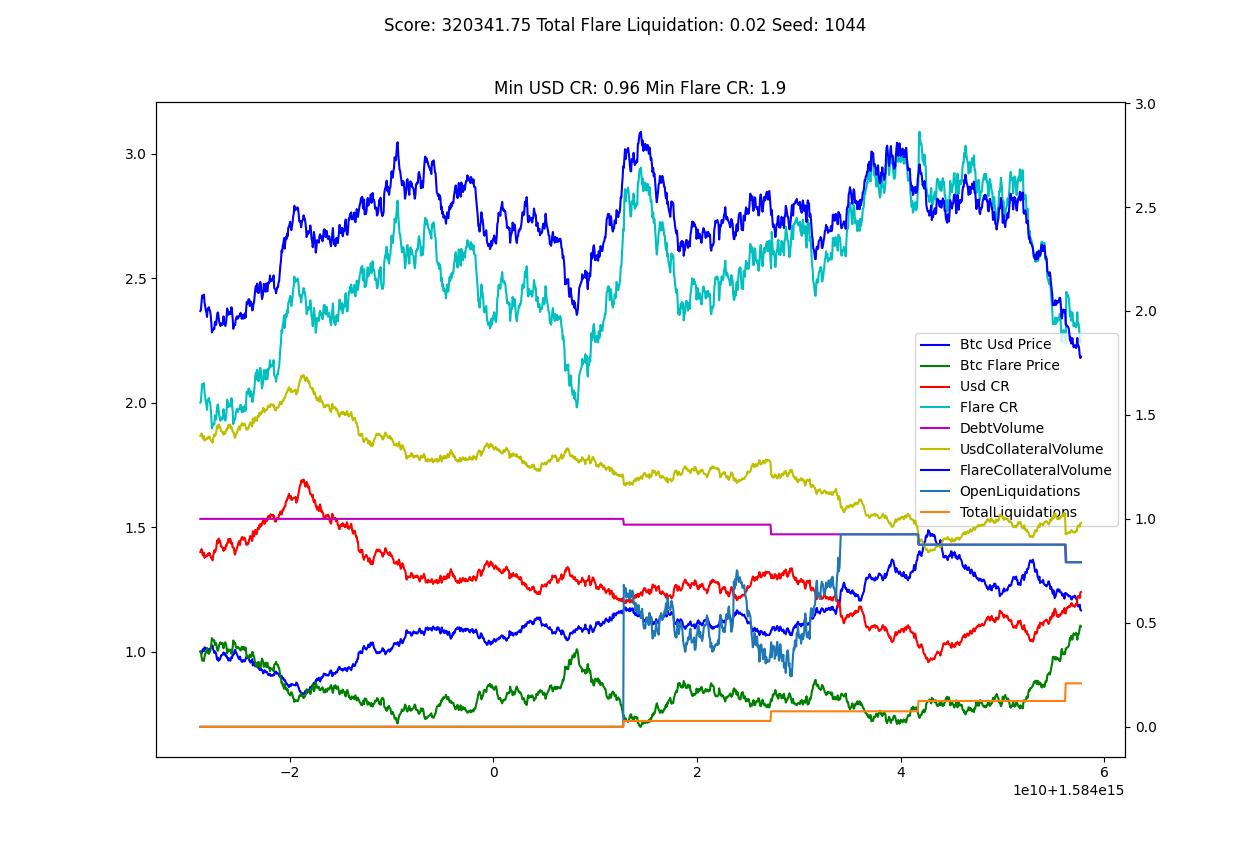 Score: 320341.75 Total Flare Liquidation: 0.02 Seed: 1044
Min USD CR: 0.96 Min Flare CR: 1.9
3.0
2.5
2.0
1.5
1.0
3.0
2.5
2.0
1.5
1.0
0.5
0.0
Btc Usd Price
Btc Flare Price
Usd CR
Flare CR
DebtVolume
UsdCollateralVolume
FlareCollateralVolume
OpenLiquidations
TotalLiquidations
−2 0 2 4 6
1e10+1.584e15